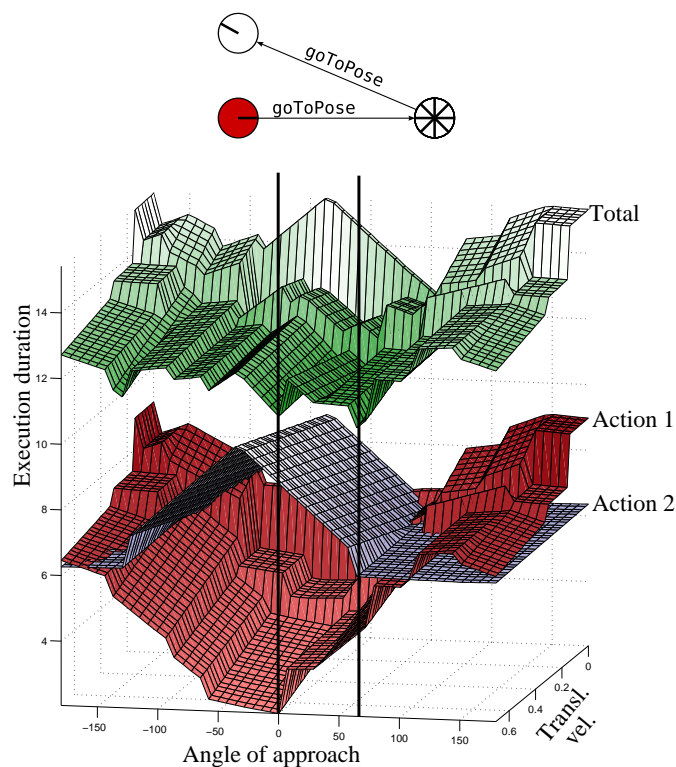 goToPose
goToPose
Total
14
12
10
8
6
4
Execution duration
Action 1
Action 2
−150
−100
−50
0
50
100
150
Angle of approach
0
0.2
0.4
0.6
Transl.
vel.